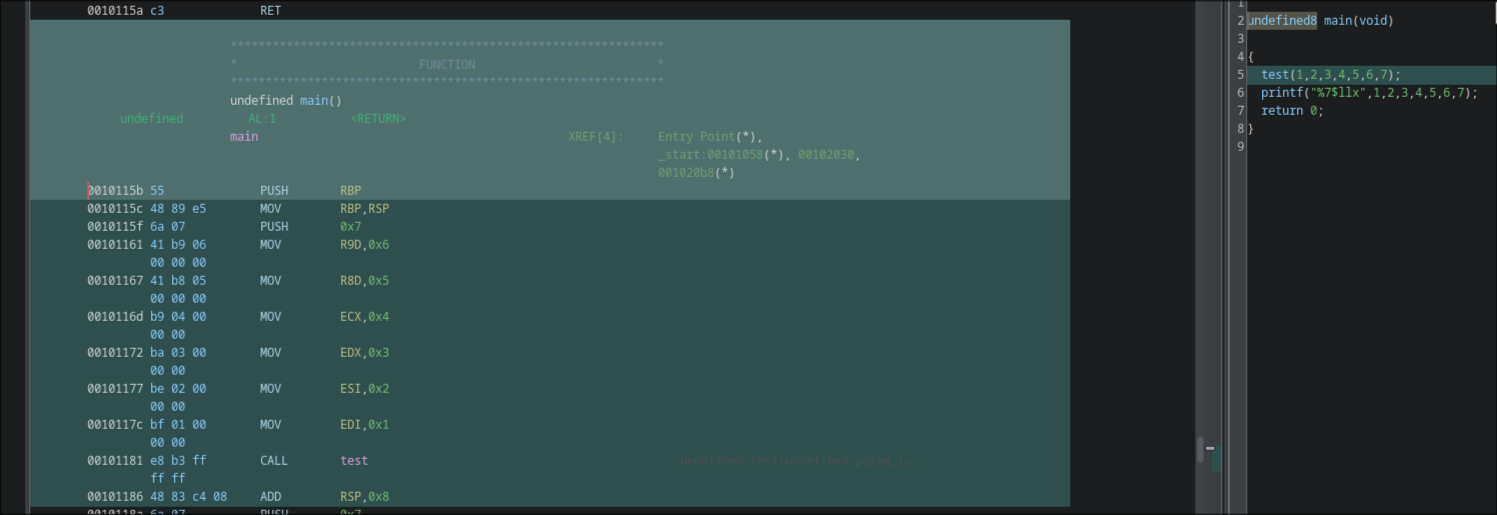 0010115a c3 RET
************************************************************
* FUNCTION *
************************************************************
undefined main()
undefined AL:1 <RETURN>
main XREF[4]: Entry Point(*),
_start:00101058(*), 00102030,
001020b8(*)
0010115b 55 PUSH RBP
0010115c 48 89 e5 MOV RBP,RSP
0010115f 6a 07 PUSH 0x7
00101161 41 b9 06 MOV R9D,0x6
00 00 00
00101167 41 b8 05 MOV R8D,0x5
00 00 00
0010116d b9 04 00 MOV ECX,0x4
00 00
00101172 ba 03 00 MOV EDX,0x3
00 00
00101177 be 02 00 MOV ESI,0x2
00 00
0010117c bf 01 00 MOV EDI,0x1
00 00
00101181 e8 b3 ff CALL test undefined test(undefined param_1…
ff ff
00101186 48 83 c4 08 ADD RSP,0x8
0010118a 6a 07 PUSH 0x7
1
2 undefined8 main(void)
3
4 {
5 test(1,2,3,4,5,6,7);
6 printf("%7$llx",1,2,3,4,5,6,7);
7 return 0;
8 }
9